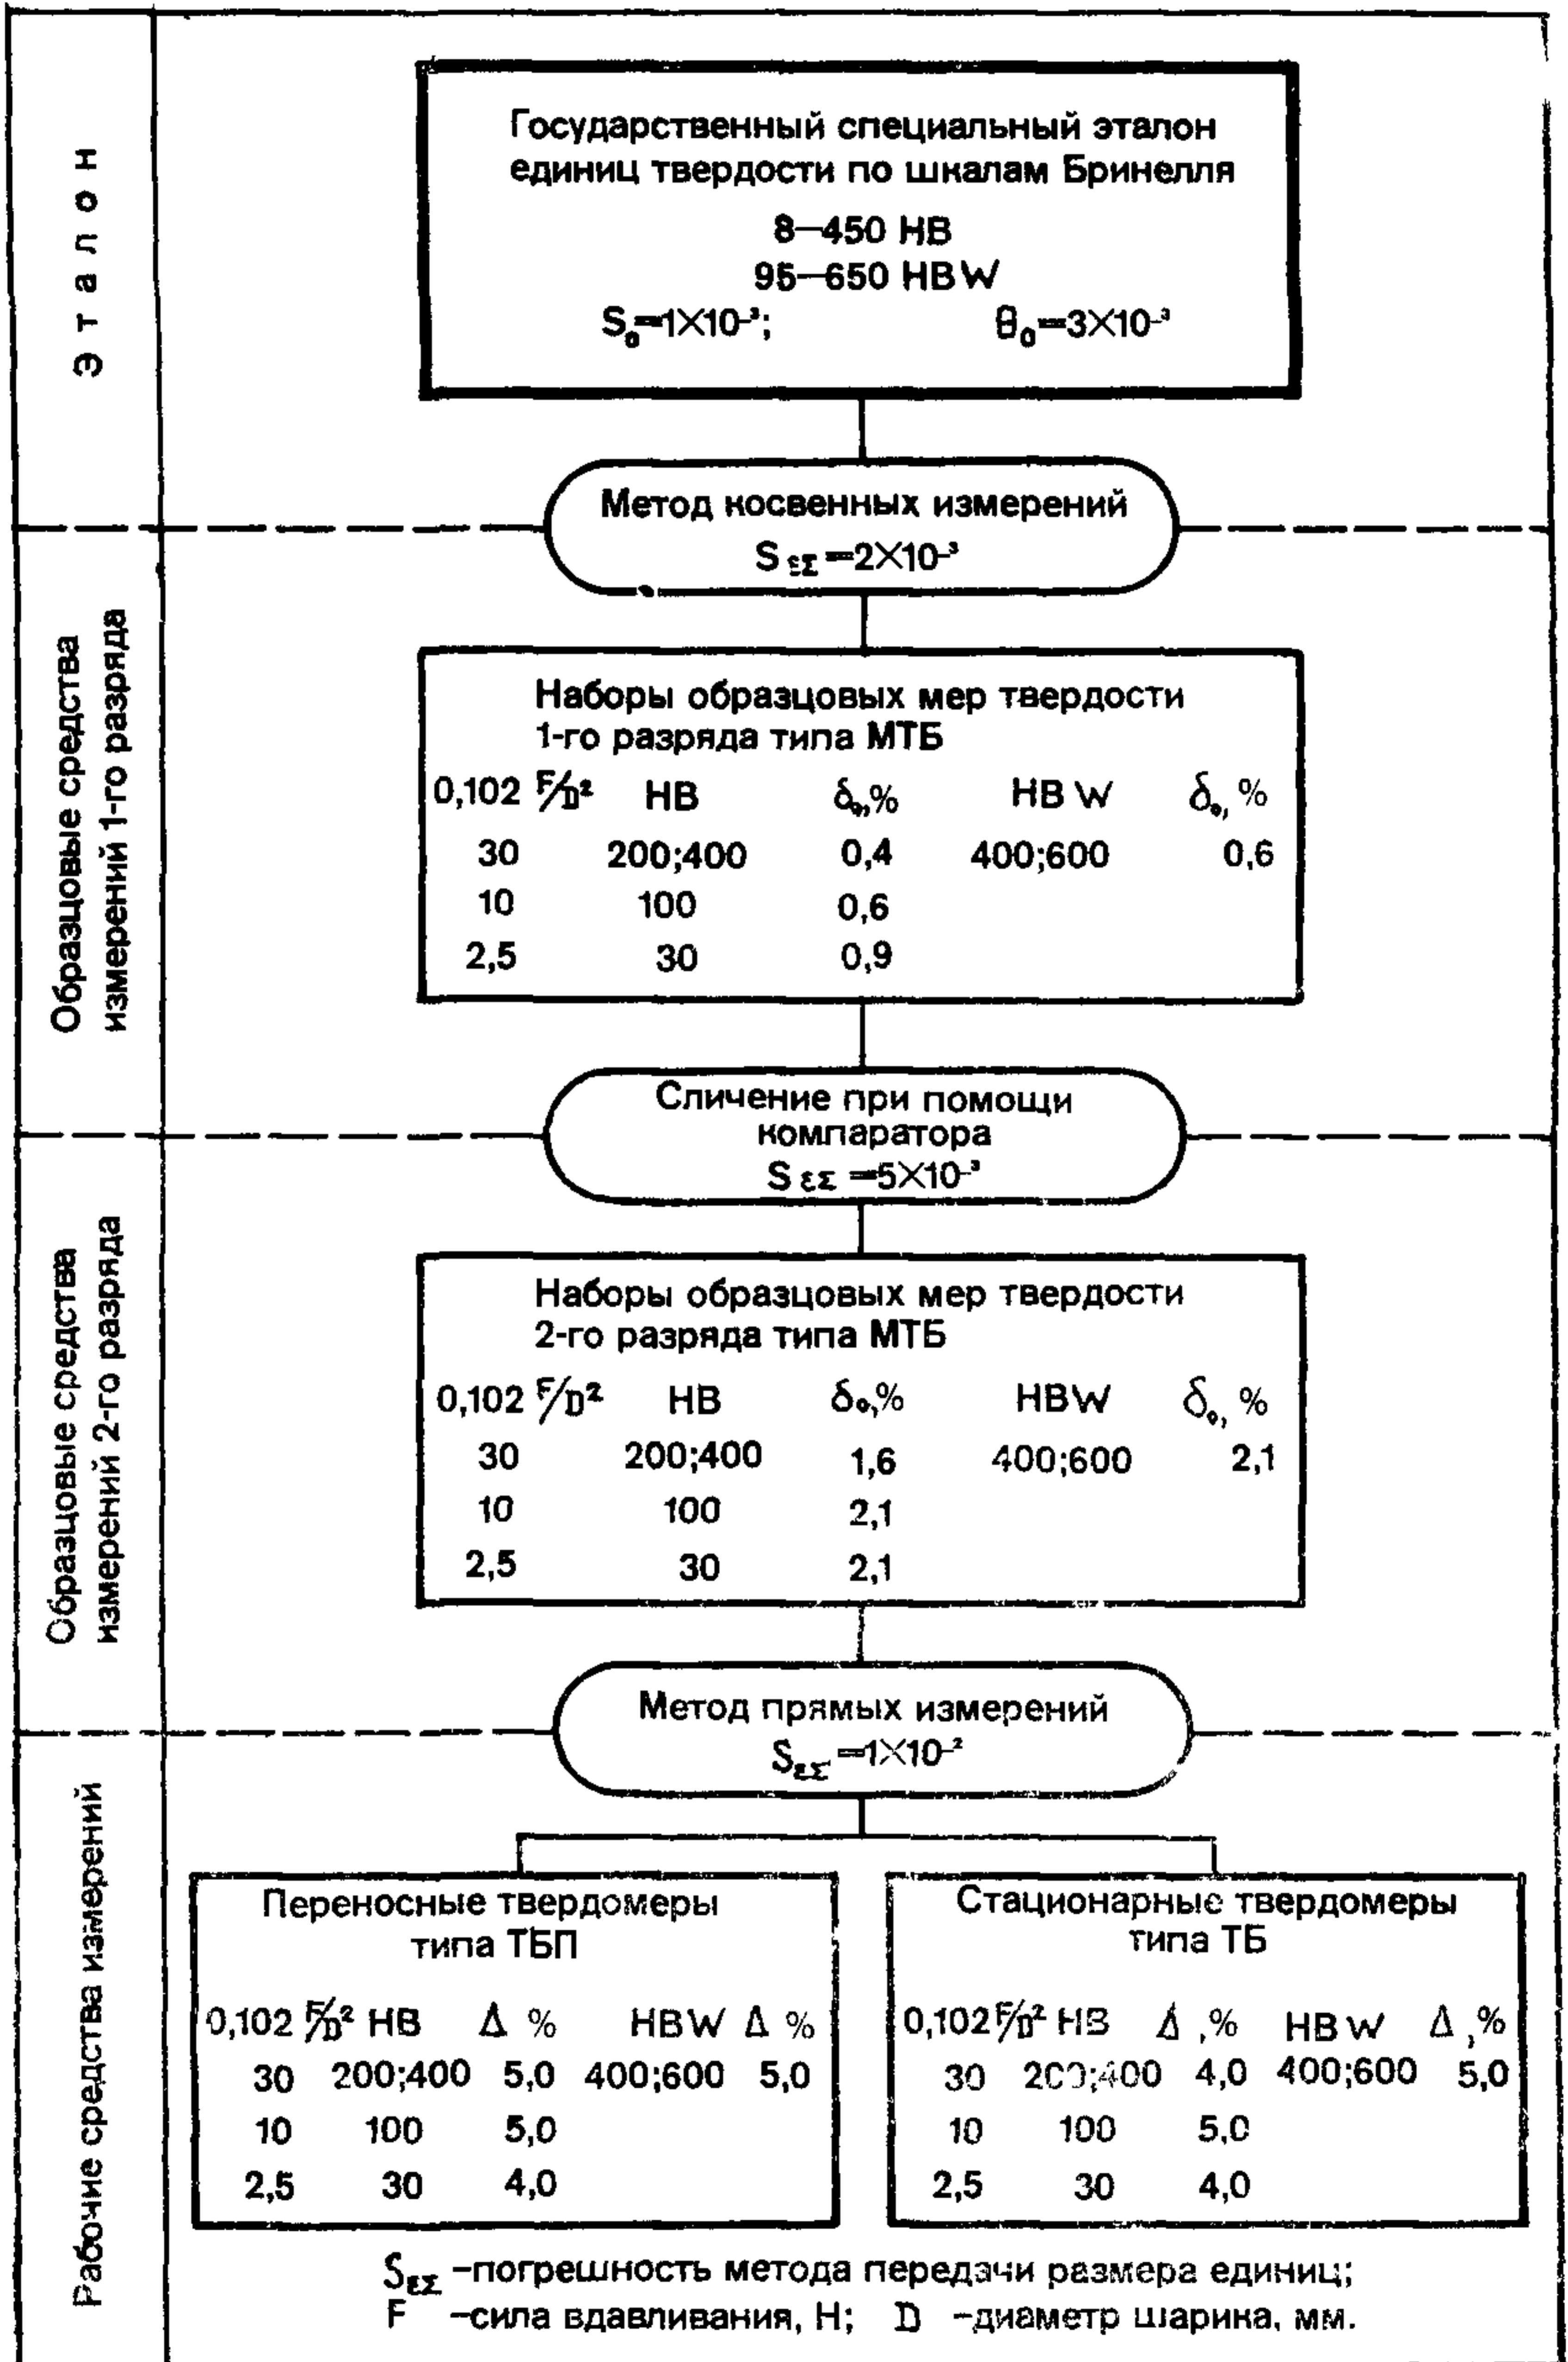 Эталон
Государственный специальный эталон
единиц твердости по шкалам Бринелля
8—450 HB
95—650 HBW
S₀=1×10⁻³; θ₀=3×10⁻³
Метод косвенных измерений
S εΣ =2×10⁻³
Образцовые средства
измерений 1-го разряда
Наборы образцовых мер твердости
1-го разряда типа МТБ
0,102 F/D² HB δ₀,% HBW δ₀,%
30 200;400 0,4 400;600 0,6
10 100 0,6
2,5 30 0,9
Сличение при помощи
компаратора
S εΣ =5×10⁻³
Образцовые средства
измерений 2-го разряда
Наборы образцовых мер твердости
2-го разряда типа МТБ
0,102 F/D² HB δ₀,% HBW δ₀,%
30 200;400 1,6 400;600 2,1
10 100 2,1
2,5 30 2,1
Метод прямых измерений
S εΣ =1×10⁻²
Рабочие средства измерений
Переносные твердомеры
типа ТБП
0,102 F/D² HB Δ % HBW Δ %
30 200;400 5,0 400;600 5,0
10 100 5,0
2,5 30 4,0
Стационарные твердомеры
типа ТБ
0,102 F/D² HB Δ ,% HBW Δ ,%
30 200;400 4,0 400;600 5,0
10 100 5,0
2,5 30 4,0
S εΣ –погрешность метода передачи размера единиц;
F –сила вдавливания, Н; D –диаметр шарика, мм.